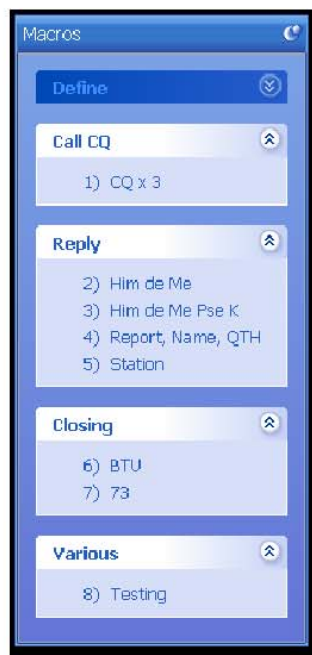 Macros
Define
Call CQ
1) CQ x 3
Reply
2) Him de Me
3) Him de Me Pse K
4) Report, Name, QTH
5) Station
Closing
6) BTU
7) 73
Various
8) Testing